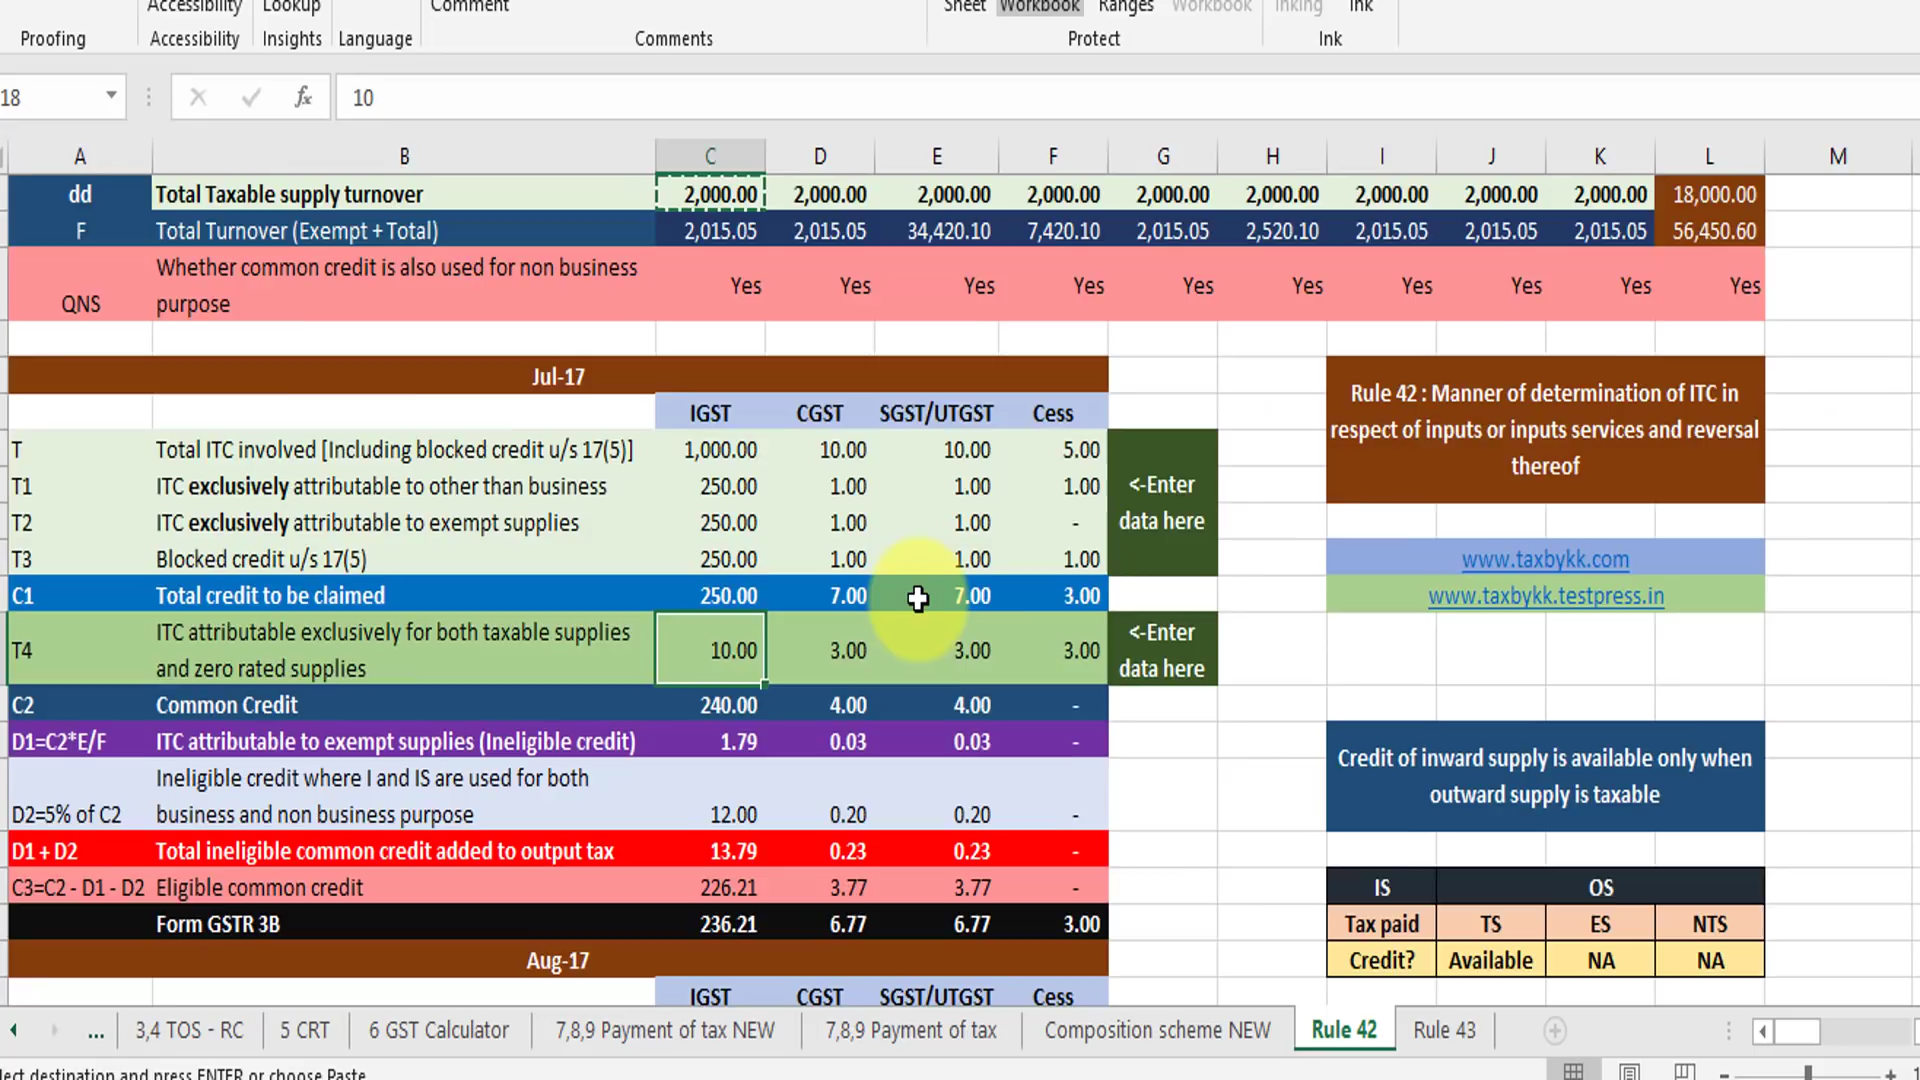 Accessibility Lookup Comment Sheet Workbook Ranges Workbook Inking Ink
Proofing Accessibility Insights Language Comments Protect Ink
18 fx 10
A B C D E F G H I J K L M
dd Total Taxable supply turnover 2,000.00 2,000.00 2,000.00 2,000.00 2,000.00 2,000.00 2,000.00 2,000.00 2,000.00 18,000.00
F Total Turnover (Exempt + Total) 2,015.05 2,015.05 34,420.10 7,420.10 2,015.05 2,520.10 2,015.05 2,015.05 2,015.05 56,450.60
QNS Whether common credit is also used for non business
purpose Yes Yes Yes Yes Yes Yes Yes Yes Yes Yes
Jul-17
IGST CGST SGST/UTGST Cess
T Total ITC involved [Including blocked credit u/s 17(5)] 1,000.00 10.00 10.00 5.00
T1 ITC exclusively attributable to other than business 250.00 1.00 1.00 1.00
T2 ITC exclusively attributable to exempt supplies 250.00 1.00 1.00 -
T3 Blocked credit u/s 17(5) 250.00 1.00 1.00 1.00
<-Enter
data here
C1 Total credit to be claimed 250.00 7.00 7.00 3.00
T4 ITC attributable exclusively for both taxable supplies
and zero rated supplies 10.00 3.00 3.00 3.00
<-Enter
data here
C2 Common Credit 240.00 4.00 4.00 -
D1=C2*E/F ITC attributable to exempt supplies (Ineligible credit) 1.79 0.03 0.03 -
D2=5% of C2 Ineligible credit where I and IS are used for both
business and non business purpose 12.00 0.20 0.20 -
D1 + D2 Total ineligible common credit added to output tax 13.79 0.23 0.23 -
C3=C2 - D1 - D2 Eligible common credit 226.21 3.77 3.77 -
Form GSTR 3B 236.21 6.77 6.77 3.00
Aug-17
IGST CGST SGST/UTGST Cess
Rule 42 : Manner of determination of ITC in
respect of inputs or inputs services and reversal
thereof
www.taxbykk.com
www.taxbykk.testpress.in
Credit of inward supply is available only when
outward supply is taxable
IS OS
Tax paid TS ES NTS
Credit? Available NA NA
... 3,4 TOS - RC 5 CRT 6 GST Calculator 7,8,9 Payment of tax NEW 7,8,9 Payment of tax Composition scheme NEW Rule 42 Rule 43
destination and press ENTER or choose Paste